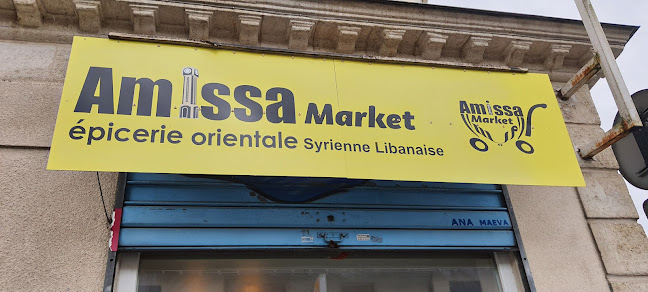 Amissa Market
épicerie orientale Syrienne Libanaise
Amissa
Market
ANA MAEVA